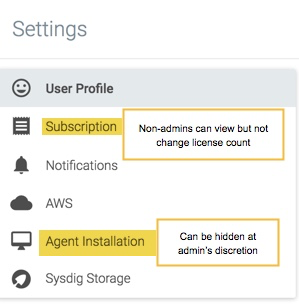 Settings
User Profile
Subscription
Non-admins can view but not
change license count
Notifications
AWS
Agent Installation
Can be hidden at
admin's discretion
Sysdig Storage